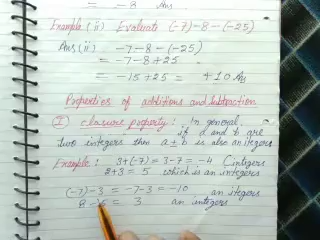 = -8 Ans
Example (ii) Evaluate (-7)-8-(-25)
Ans (ii) -7-8-(-25)
= -7-8+25
= -15+25 = +10 Ans
Properties of additions and Subtraction
(I) closure property: In general,
if a and b are
two integers then a ± b is also an integers
Example: 3+(-7) = 3-7 = -4 (integers
2+3 = 5 which is an integers
(-7)-3 = -7-3 = -10 an itegers
= 3 an integers